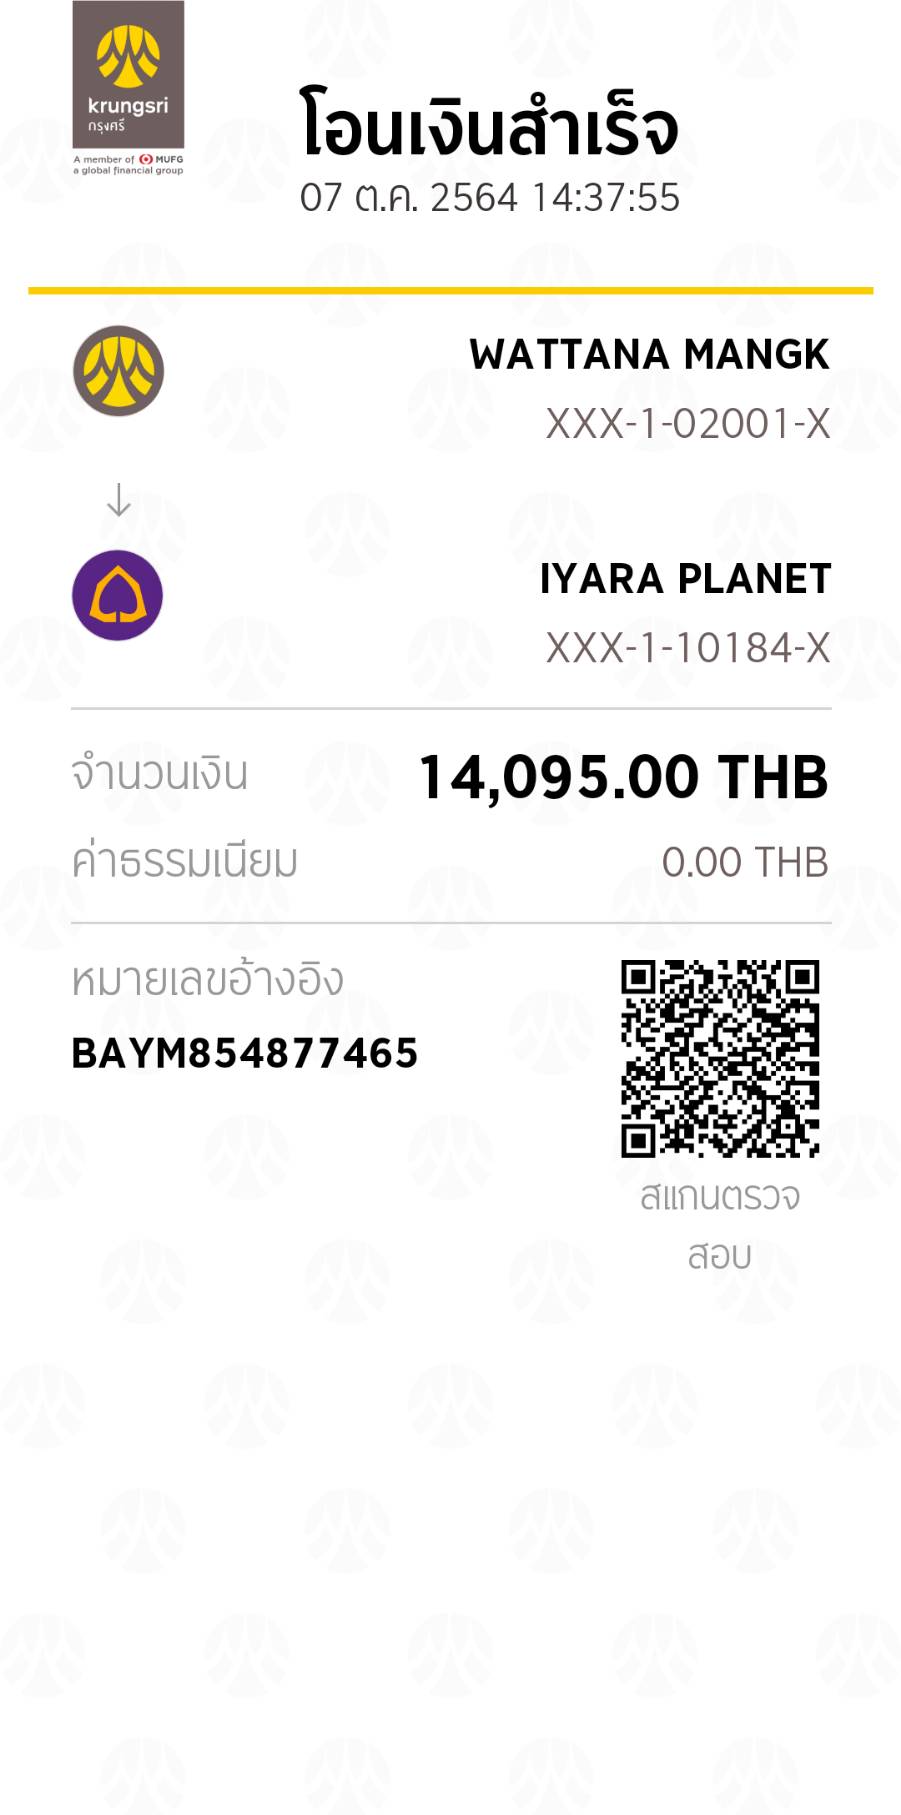 krungsri
กรุงศรี
A member of MUFG
a global financial group
โอนเงินสำเร็จ
07 ต.ค. 2564 14:37:55
WATTANA MANGK
XXX-1-02001-X
IYARA PLANET
XXX-1-10184-X
จำนวนเงิน 14,095.00 THB
ค่าธรรมเนียม 0.00 THB
หมายเลขอ้างอิง
BAYM854877465
สแกนตรวจ
สอบ